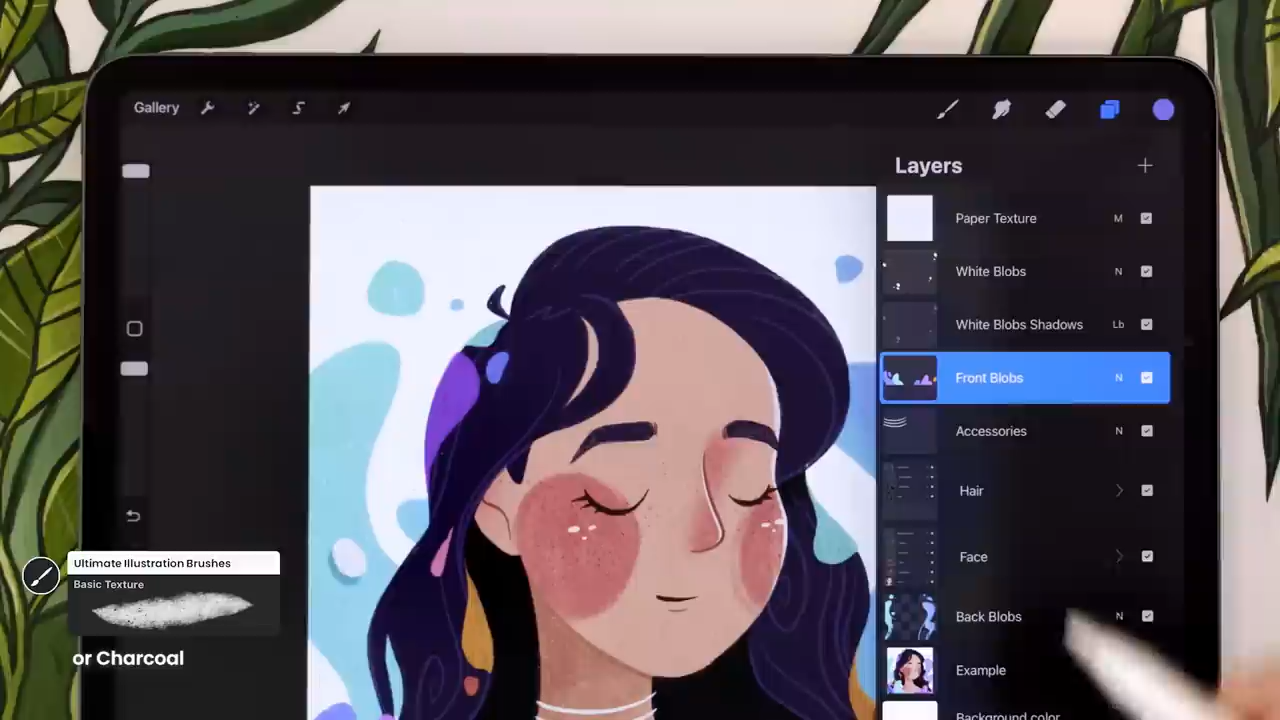 Gallery
Layers
Paper Texture M
White Blobs N
White Blobs Shadows Lb
Front Blobs N
Accessories N
Hair
Face
Back Blobs N
Example
Background color
Ultimate Illustration Brushes
Basic Texture
or Charcoal